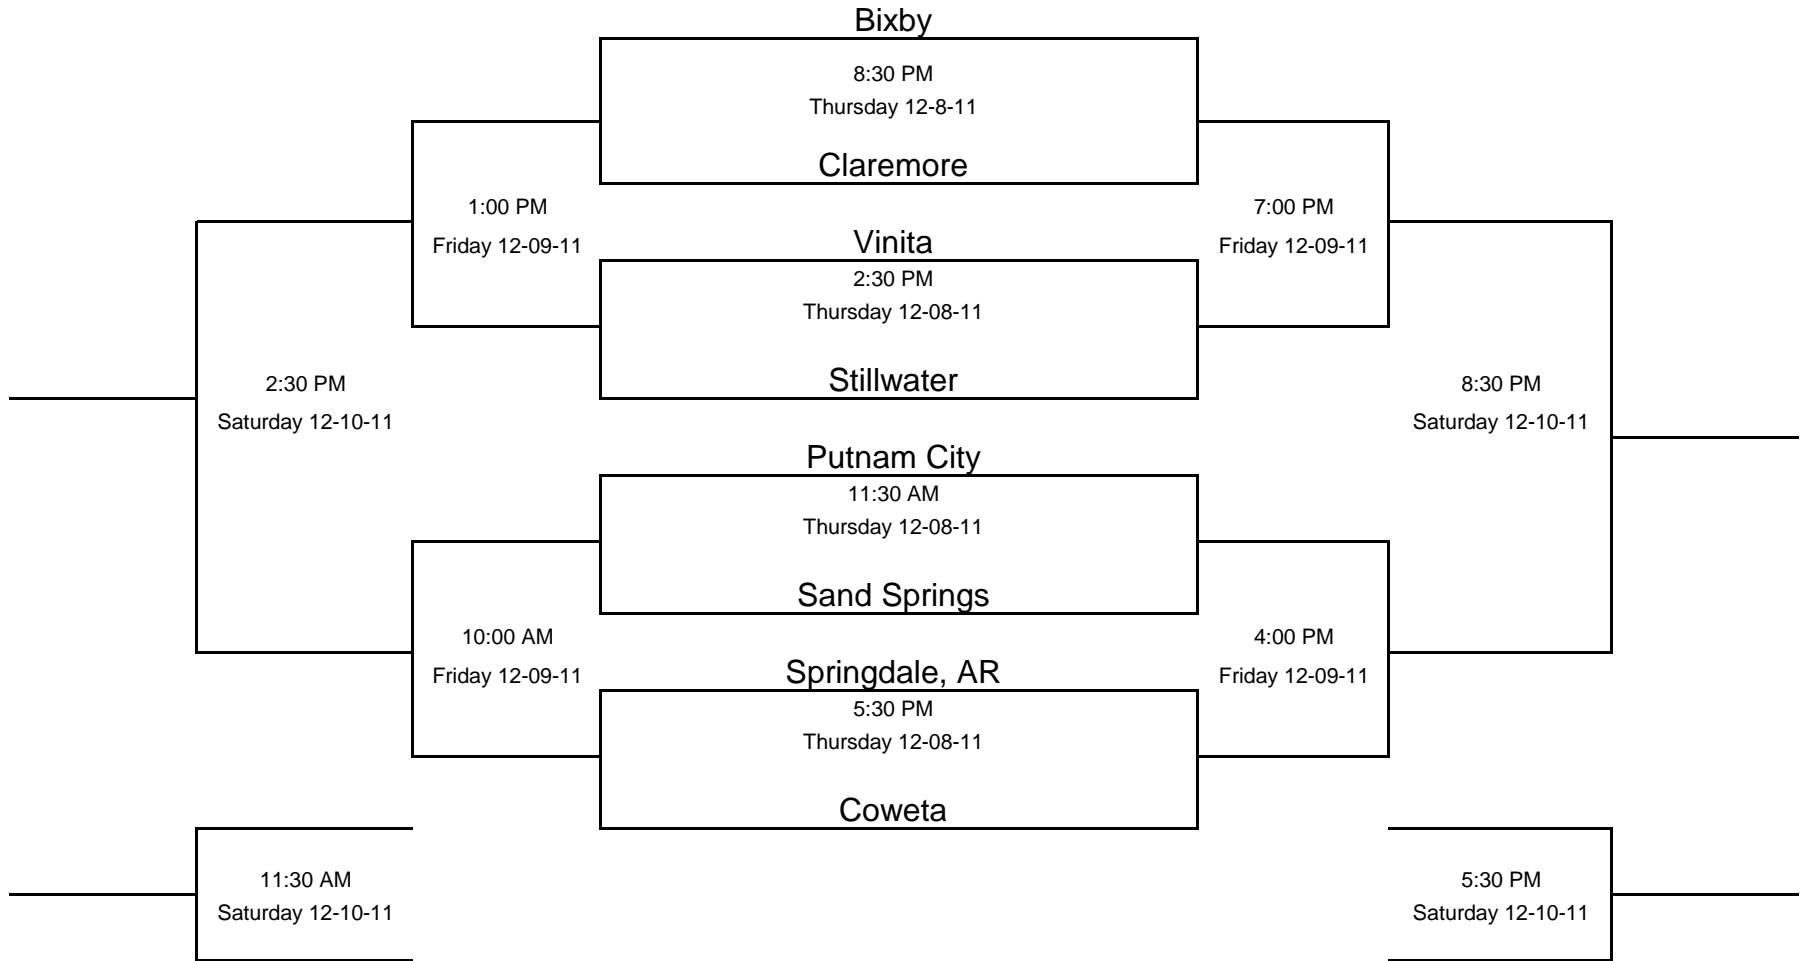 Bixby
8:30 PM
Thursday 12-8-11
Claremore
1:00 PM
7:00 PM
Friday 12-09-11
Vinita
Friday 12-09-11
2:30 PM
Thursday 12-08-11
Stillwater
2:30 PM
8:30 PM
Saturday 12-10-11
Saturday 12-10-11
Putnam City
11:30 AM
Thursday 12-08-11
Sand Springs
10:00 AM
4:00 PM
Friday 12-09-11
Springdale, AR
Friday 12-09-11
5:30 PM
Thursday 12-08-11
Coweta
11:30 AM
5:30 PM
Saturday 12-10-11
Saturday 12-10-11